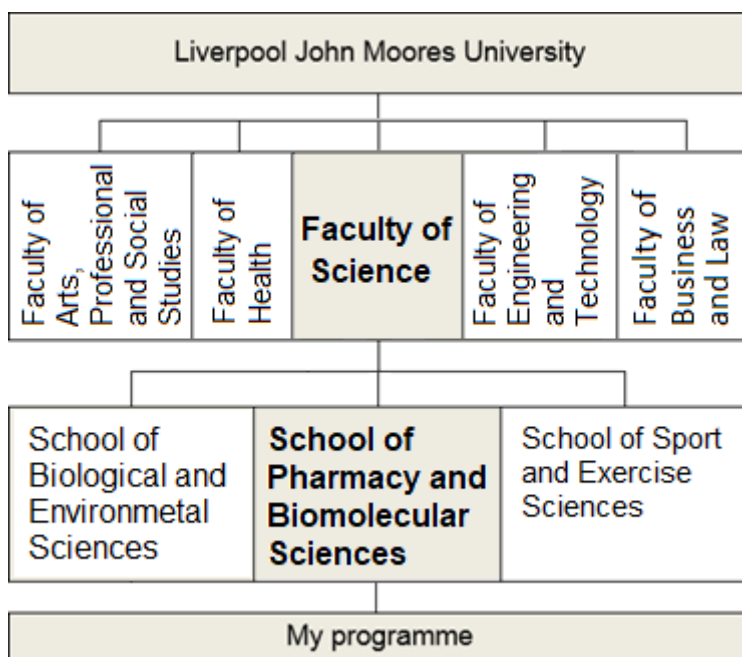 Liverpool John Moores University
Faculty of
Arts,
Professional
and Social
Studies
Faculty of
Health
Faculty of
Science
Faculty of
Engineering
and
Technology
Faculty of
Business
and Law
School of
Biological and
Environmetal
Sciences
School of
Pharmacy and
Biomolecular
Sciences
School of Sport
and Exercise
Sciences
My programme